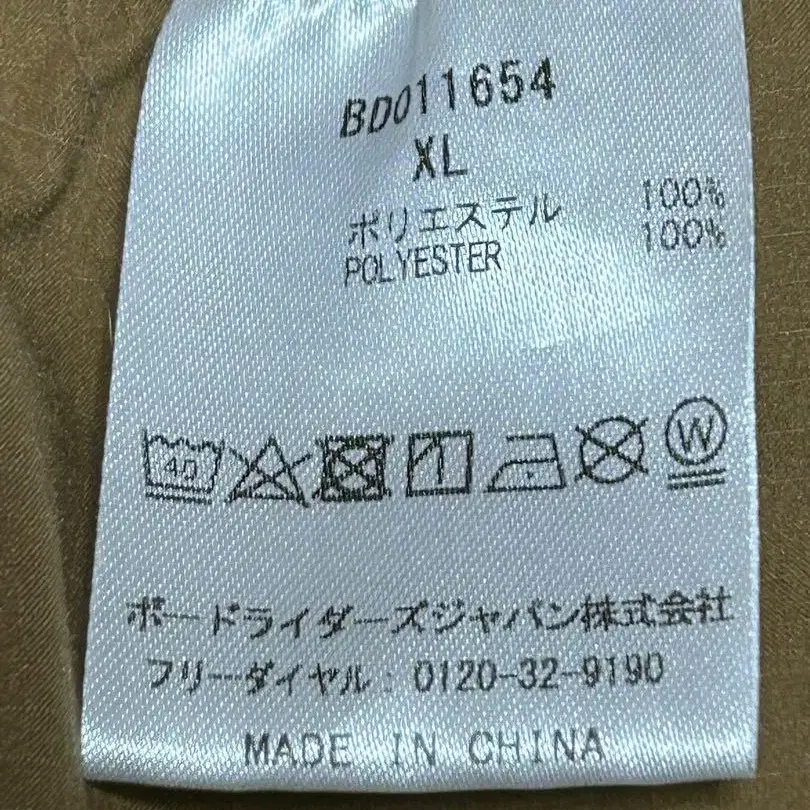 BD011654
XL
ポリエステル 100%
POLYESTER 100%
40 W
ボードライダーズジャパン株式会社
フリーダイヤル:0120-32-9190
MADE IN CHINA